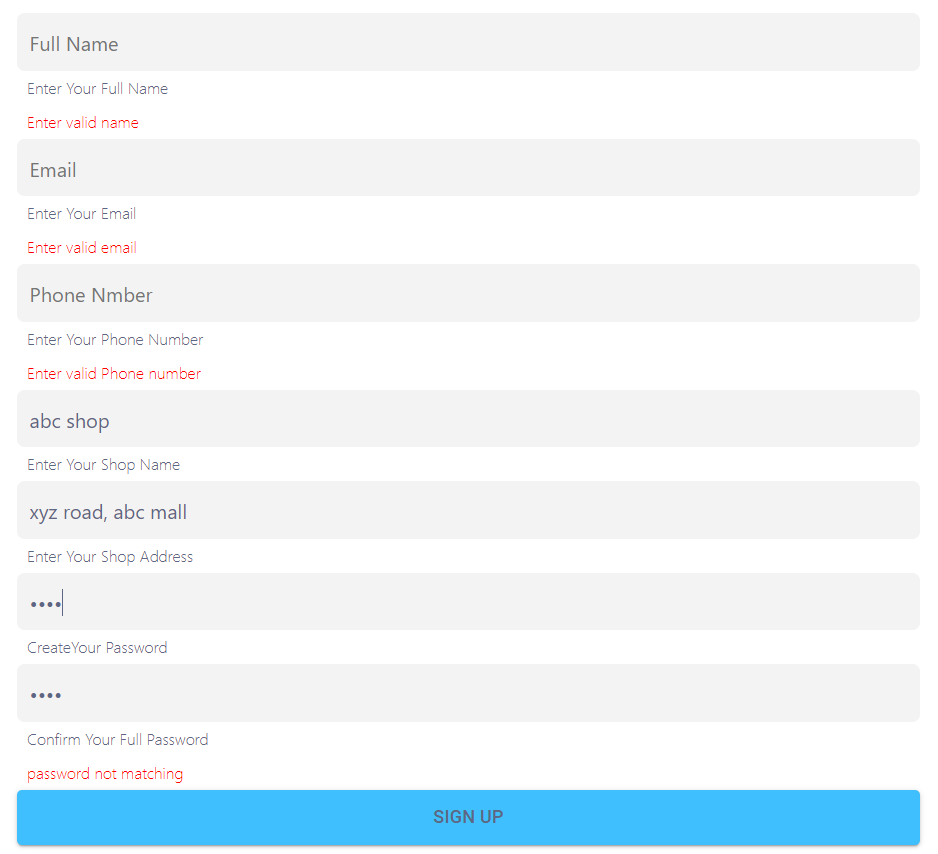 Full Name
Enter Your Full Name
Enter valid name
Email
Enter Your Email
Enter valid email
Phone Nmber
Enter Your Phone Number
Enter valid Phone number
abc shop
Enter Your Shop Name
xyz road, abc mall
Enter Your Shop Address
••••
CreateYour Password
••••
Confirm Your Full Password
password not matching
SIGN UP